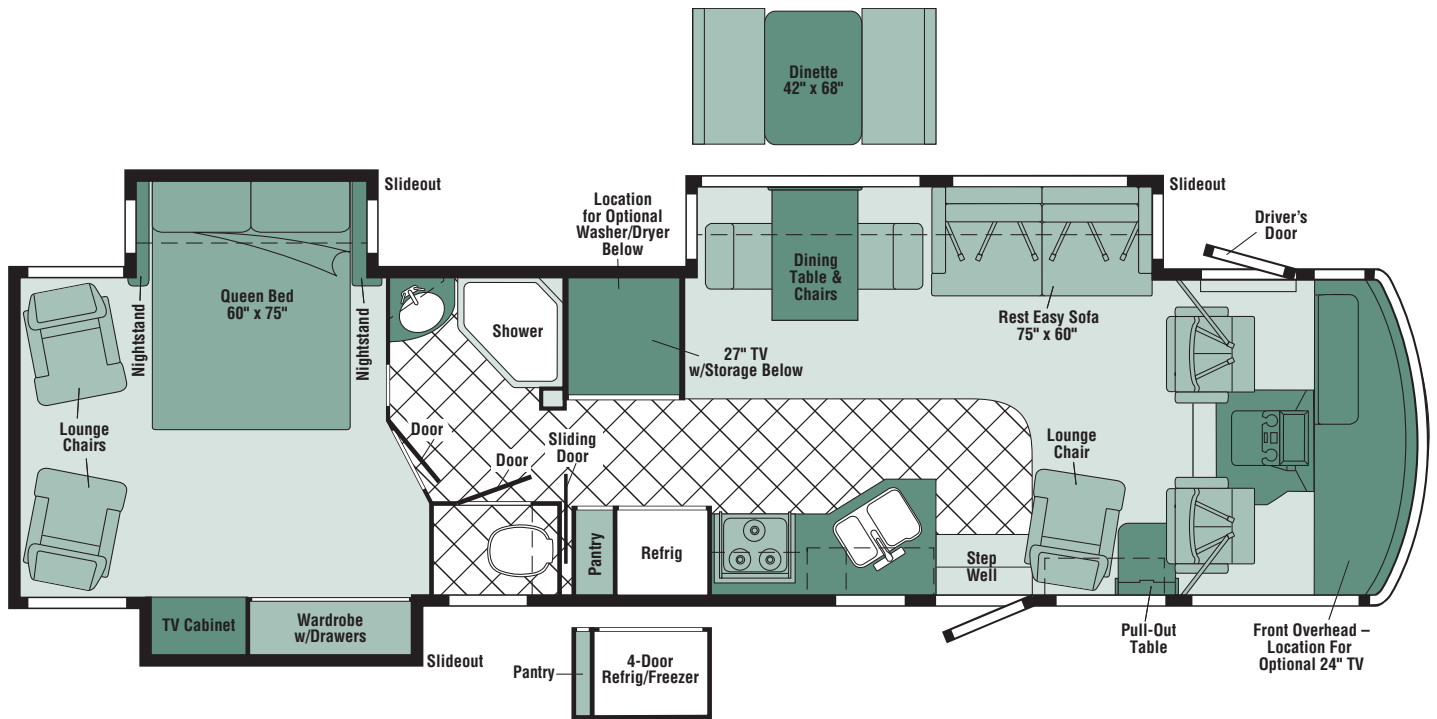 Dinette
42" x 68"
Slideout
Location
for Optional
Washer/Dryer
Below
Slideout
Driver's
Door
Nightstand
Queen Bed
60" x 75"
Nightstand
Shower
Dining
Table &
Chairs
Rest Easy Sofa
75" x 60"
27" TV
w/Storage Below
Lounge
Chairs
Door
Door
Sliding
Door
Lounge
Chair
Pantry
Refrig
Step
Well
TV Cabinet
Wardrobe
w/Drawers
Slideout
Pantry
4-Door
Refrig/Freezer
Pull-Out
Table
Front Overhead –
Location For
Optional 24" TV